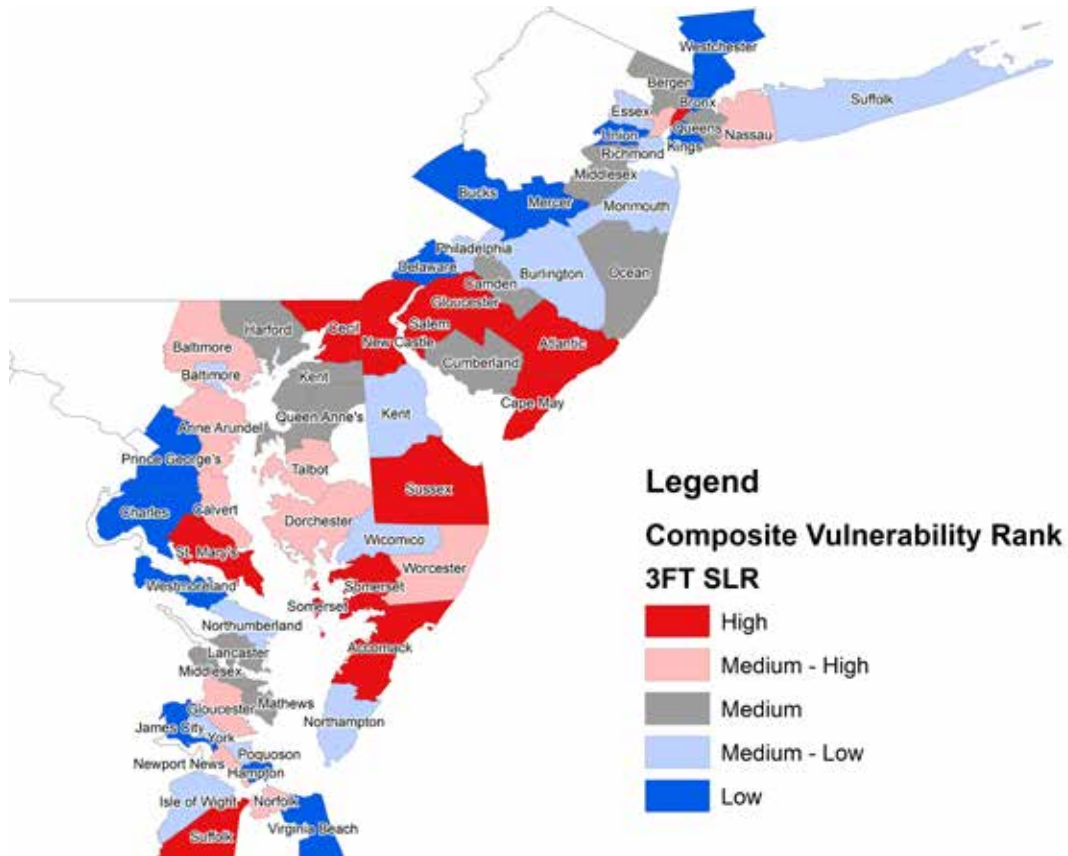 Westchester
Bergen
Bronx
Suffolk
Essex
Queens
Nassau
Union
Kings
Richmond
Middlesex
Bucks
Mercer
Monmouth
Philadelphia
Delaware
Burlington
Ocean
Camden
Gloucester
Cecil
Salem
Harford
New Castle
Atlantic
Baltimore
Cumberland
Baltimore
Kent
Cape May
Queen Anne's
Kent
Anne Arundel
Prince George's
Talbot
Legend
Sussex
Calvert
Charles
Dorchester
Composite Vulnerability Rank
Wicomico
St. Mary's
Worcester
3FT SLR
Westmoreland
Somerset
Somerset
High
Northumberland
Accomack
Lancaster
Medium - High
Middlesex
Mathews
Gloucester
Medium
Northampton
James City
York
Poquoson
Medium - Low
Newport News
Hampton
Isle of Wight
Norfolk
Low
Virginia Beach
Suffolk